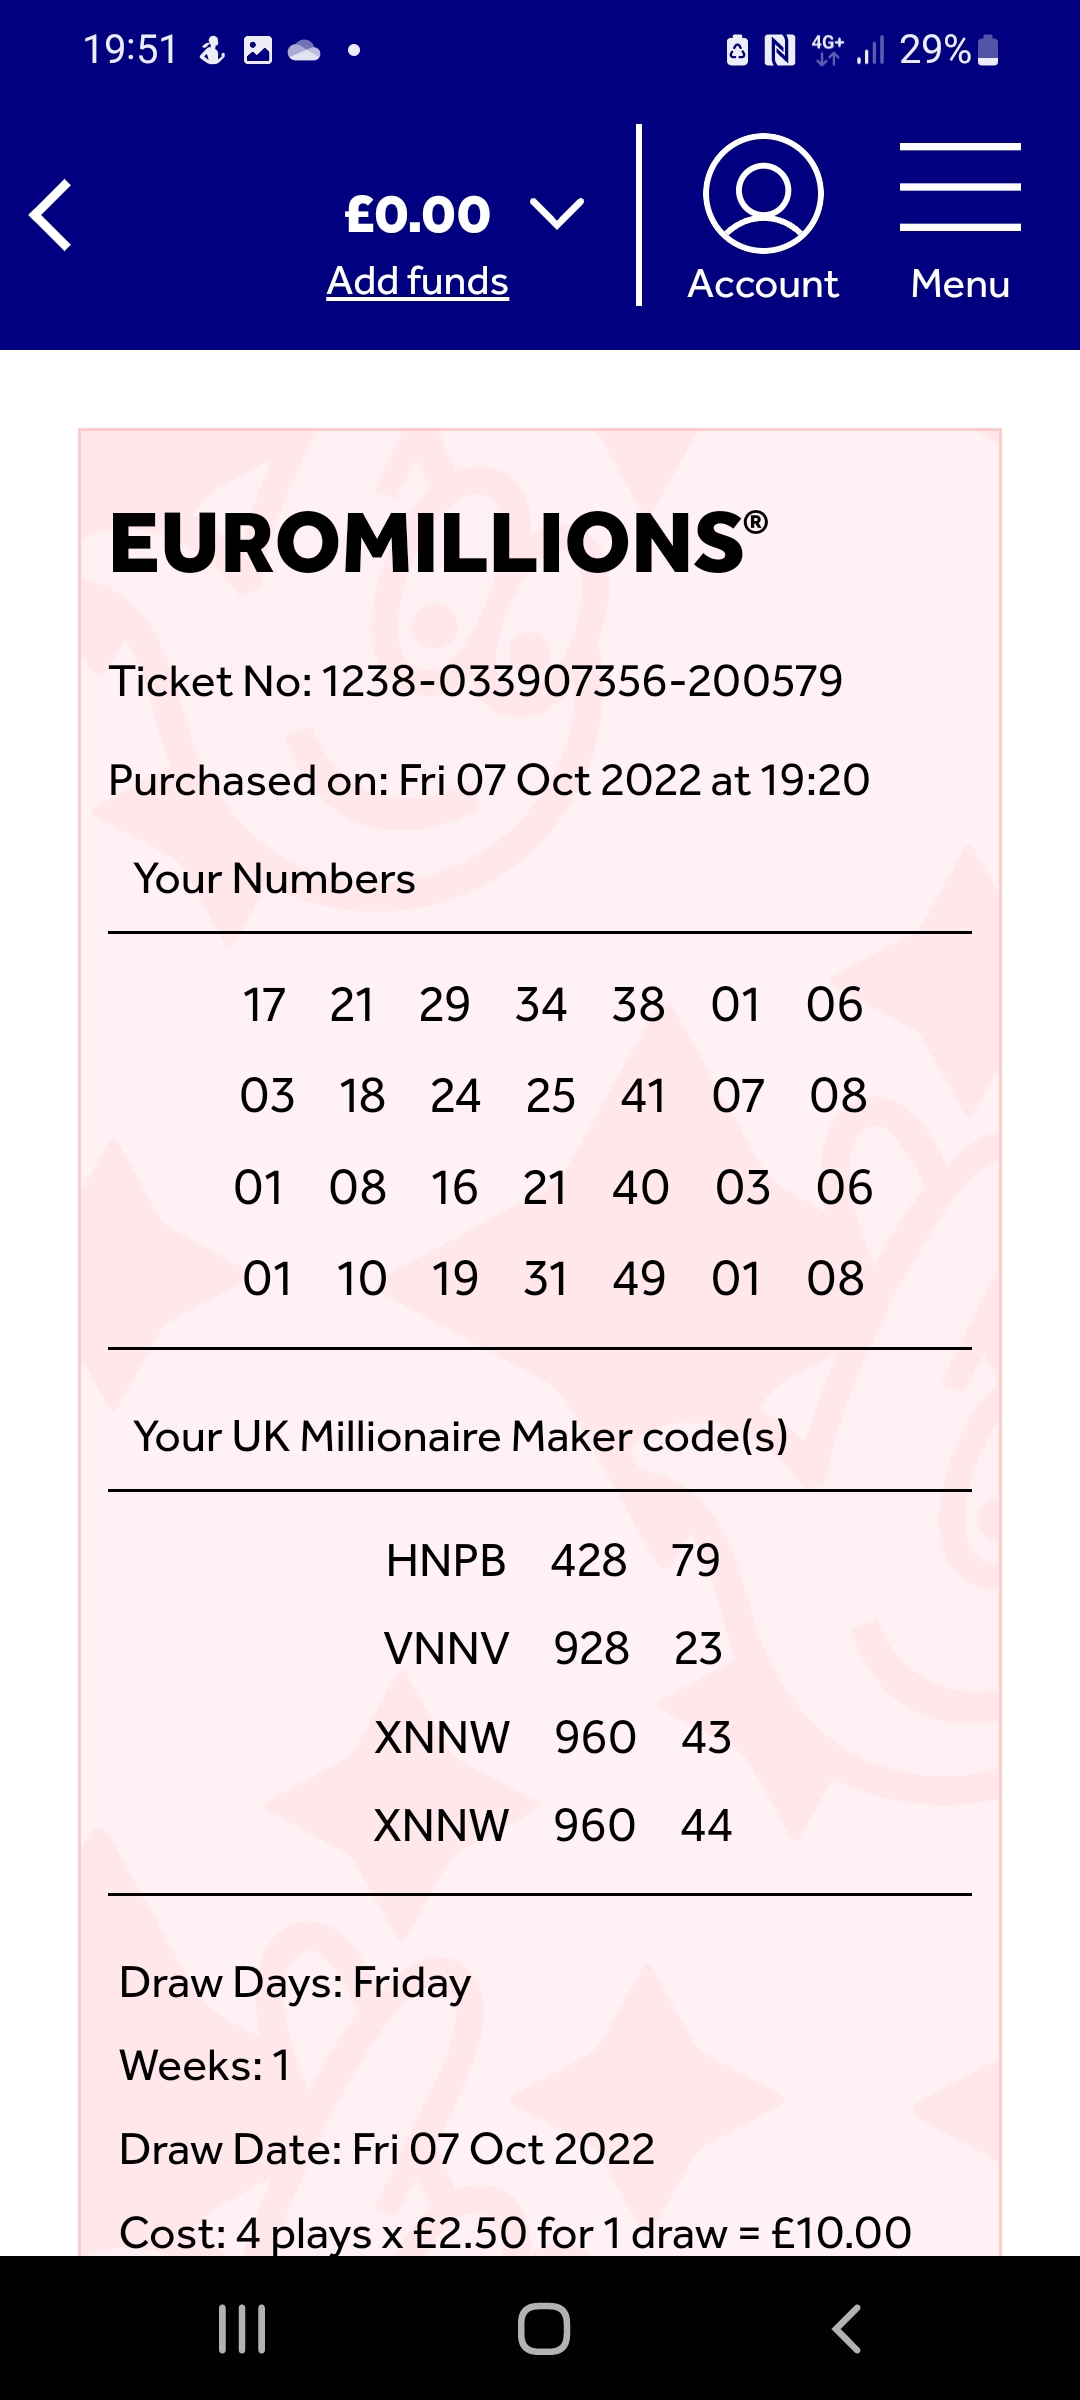 19:51
4G+ 29%
£0.00
Add funds
Account
Menu
EUROMILLIONS®
Ticket No: 1238-033907356-200579
Purchased on: Fri 07 Oct 2022 at 19:20
Your Numbers
17 21 29 34 38 01 06
03 18 24 25 41 07 08
01 08 16 21 40 03 06
01 10 19 31 49 01 08
Your UK Millionaire Maker code(s)
HNPB 428 79
VNNV 928 23
XNNW 960 43
XNNW 960 44
Draw Days: Friday
Weeks: 1
Draw Date: Fri 07 Oct 2022
Cost: 4 plays x £2.50 for 1 draw = £10.00